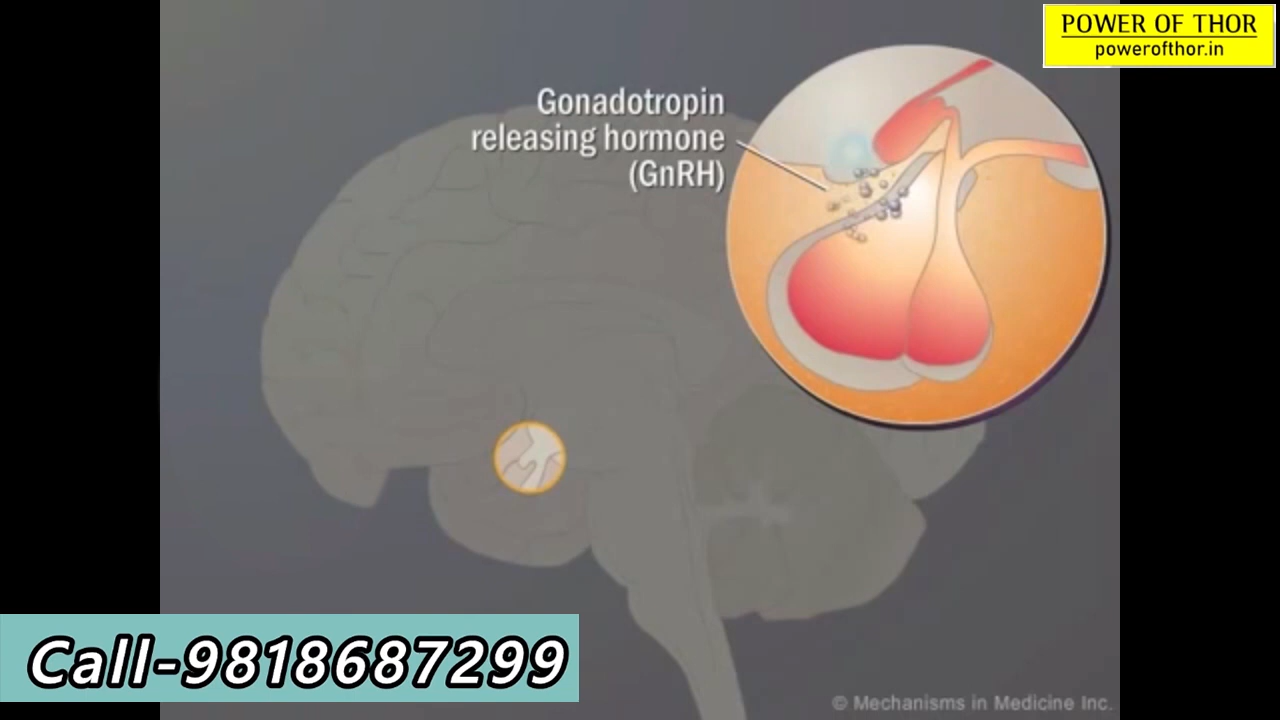 POWER OF THOR
powerofthor.in
Gonadotropin
releasing hormone
(GnRH)
Call-9818687299
© Mechanisms in Medicine Inc.